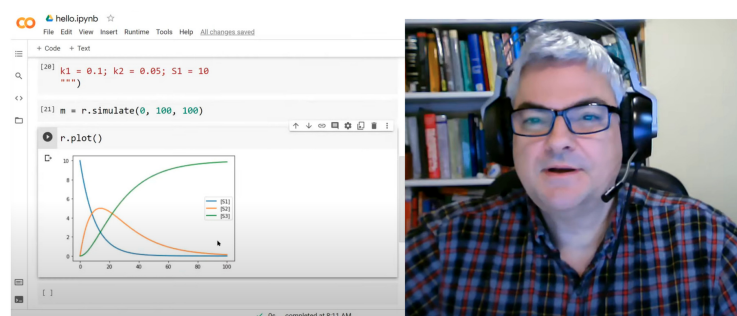 hello.ipynb
File Edit View Insert Runtime Tools Help All changes saved
+ Code + Text
[20] k1 = 0.1; k2 = 0.05; S1 = 10
""")
[21] m = r.simulate(0, 100, 100)
r.plot()
10
8
6
4
2
0
[S1]
[S2]
[S3]
0 20 40 60 80 100
[ ]
0s completed at 8:11 AM